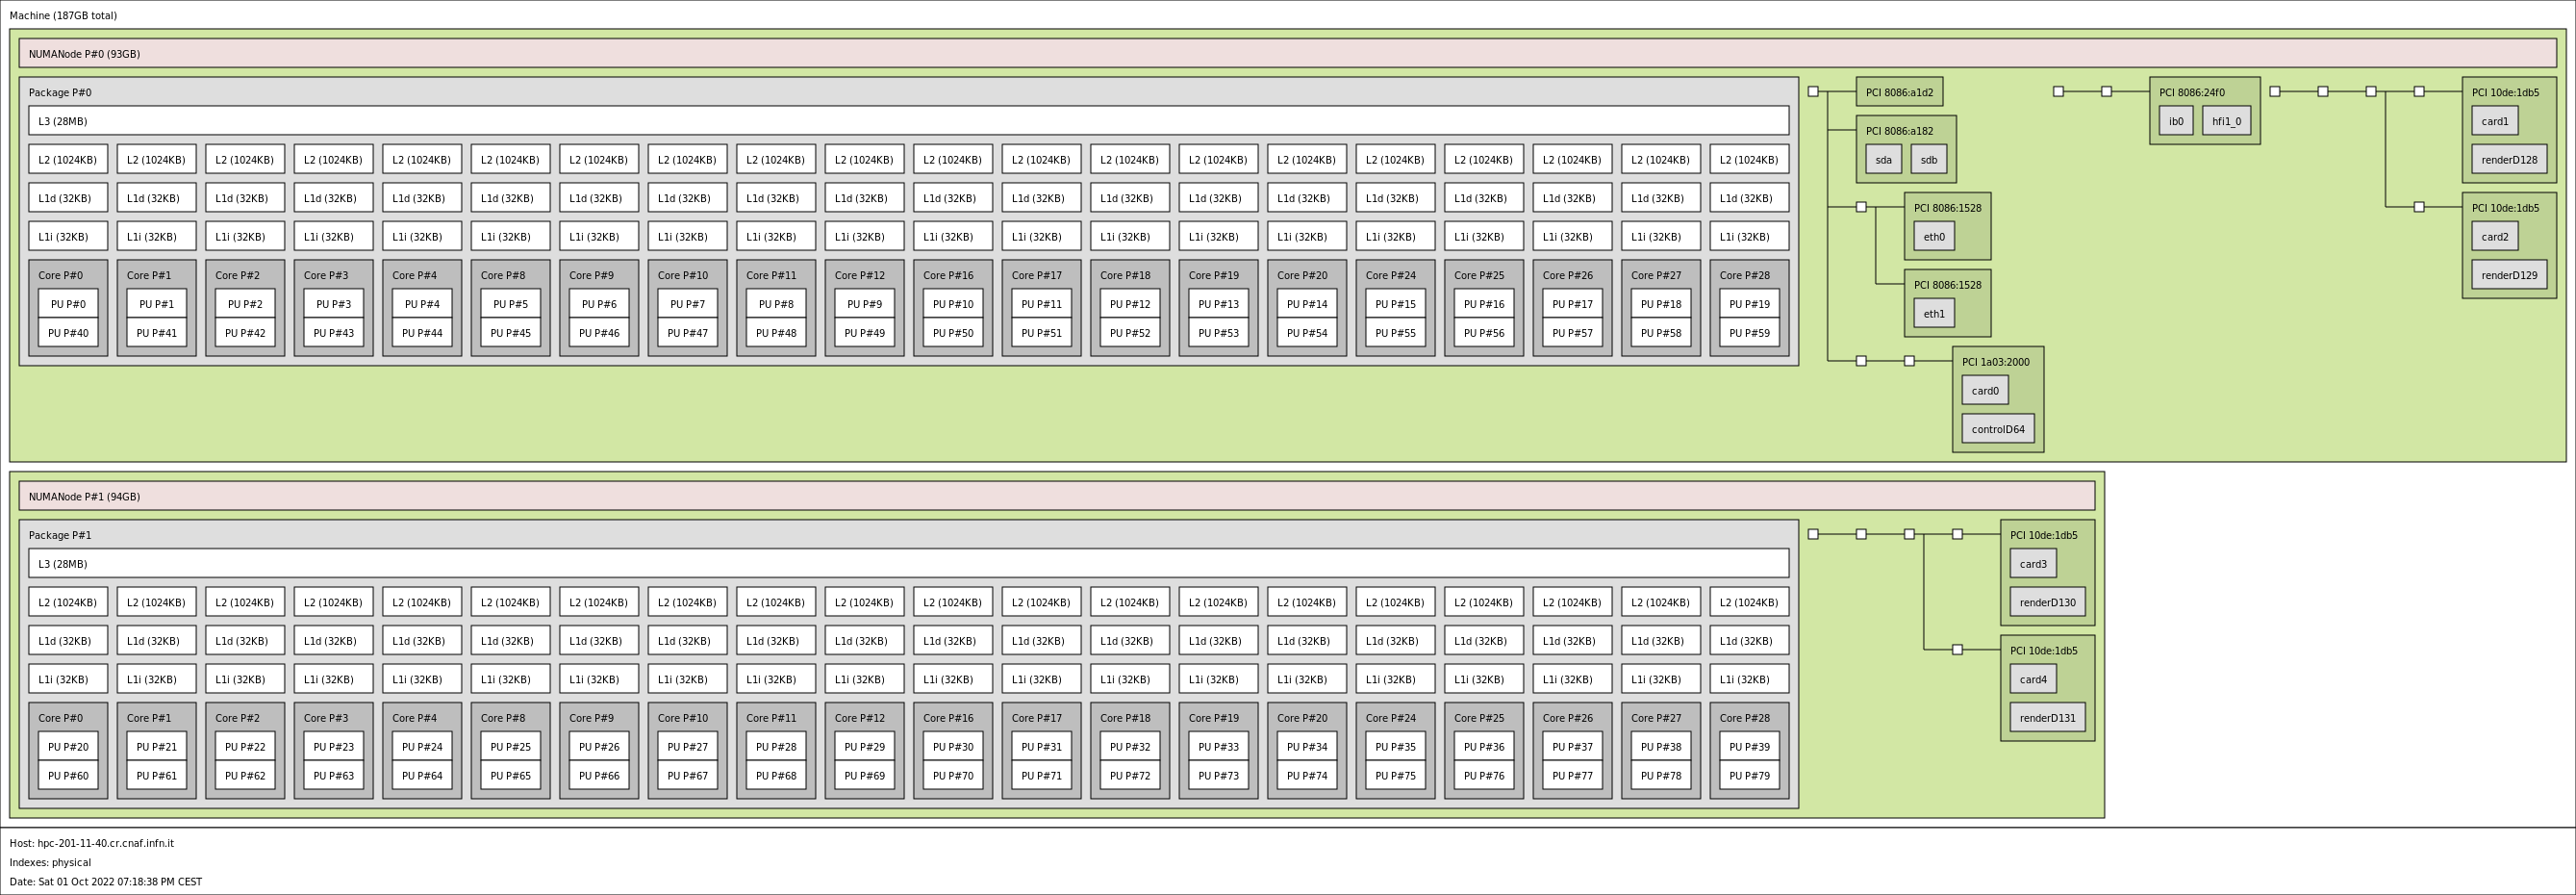 Machine (187GB total)
NUMANode P#0 (93GB)
Package P#0
L3 (28MB)
L2 (1024KB) L2 (1024KB) L2 (1024KB) L2 (1024KB) L2 (1024KB) L2 (1024KB) L2 (1024KB) L2 (1024KB) L2 (1024KB) L2 (1024KB) L2 (1024KB) L2 (1024KB) L2 (1024KB) L2 (1024KB) L2 (1024KB) L2 (1024KB) L2 (1024KB) L2 (1024KB) L2 (1024KB) L2 (1024KB)
L1d (32KB) L1d (32KB) L1d (32KB) L1d (32KB) L1d (32KB) L1d (32KB) L1d (32KB) L1d (32KB) L1d (32KB) L1d (32KB) L1d (32KB) L1d (32KB) L1d (32KB) L1d (32KB) L1d (32KB) L1d (32KB) L1d (32KB) L1d (32KB) L1d (32KB) L1d (32KB)
L1i (32KB) L1i (32KB) L1i (32KB) L1i (32KB) L1i (32KB) L1i (32KB) L1i (32KB) L1i (32KB) L1i (32KB) L1i (32KB) L1i (32KB) L1i (32KB) L1i (32KB) L1i (32KB) L1i (32KB) L1i (32KB) L1i (32KB) L1i (32KB) L1i (32KB) L1i (32KB)
Core P#0 Core P#1 Core P#2 Core P#3 Core P#4 Core P#8 Core P#9 Core P#10 Core P#11 Core P#12 Core P#16 Core P#17 Core P#18 Core P#19 Core P#20 Core P#24 Core P#25 Core P#26 Core P#27 Core P#28
PU P#0 PU P#1 PU P#2 PU P#3 PU P#4 PU P#5 PU P#6 PU P#7 PU P#8 PU P#9 PU P#10 PU P#11 PU P#12 PU P#13 PU P#14 PU P#15 PU P#16 PU P#17 PU P#18 PU P#19
PU P#40 PU P#41 PU P#42 PU P#43 PU P#44 PU P#45 PU P#46 PU P#47 PU P#48 PU P#49 PU P#50 PU P#51 PU P#52 PU P#53 PU P#54 PU P#55 PU P#56 PU P#57 PU P#58 PU P#59
PCI 8086:a1d2
PCI 8086:a182
sda sdb
PCI 8086:1528
eth0
PCI 8086:1528
eth1
PCI 1a03:2000
card0
controlD64
PCI 8086:24f0
ib0 hfi1_0
PCI 10de:1db5
card1
renderD128
PCI 10de:1db5
card2
renderD129
NUMANode P#1 (94GB)
Package P#1
L3 (28MB)
L2 (1024KB) L2 (1024KB) L2 (1024KB) L2 (1024KB) L2 (1024KB) L2 (1024KB) L2 (1024KB) L2 (1024KB) L2 (1024KB) L2 (1024KB) L2 (1024KB) L2 (1024KB) L2 (1024KB) L2 (1024KB) L2 (1024KB) L2 (1024KB) L2 (1024KB) L2 (1024KB) L2 (1024KB) L2 (1024KB)
L1d (32KB) L1d (32KB) L1d (32KB) L1d (32KB) L1d (32KB) L1d (32KB) L1d (32KB) L1d (32KB) L1d (32KB) L1d (32KB) L1d (32KB) L1d (32KB) L1d (32KB) L1d (32KB) L1d (32KB) L1d (32KB) L1d (32KB) L1d (32KB) L1d (32KB) L1d (32KB)
L1i (32KB) L1i (32KB) L1i (32KB) L1i (32KB) L1i (32KB) L1i (32KB) L1i (32KB) L1i (32KB) L1i (32KB) L1i (32KB) L1i (32KB) L1i (32KB) L1i (32KB) L1i (32KB) L1i (32KB) L1i (32KB) L1i (32KB) L1i (32KB) L1i (32KB) L1i (32KB)
Core P#0 Core P#1 Core P#2 Core P#3 Core P#4 Core P#8 Core P#9 Core P#10 Core P#11 Core P#12 Core P#16 Core P#17 Core P#18 Core P#19 Core P#20 Core P#24 Core P#25 Core P#26 Core P#27 Core P#28
PU P#20 PU P#21 PU P#22 PU P#23 PU P#24 PU P#25 PU P#26 PU P#27 PU P#28 PU P#29 PU P#30 PU P#31 PU P#32 PU P#33 PU P#34 PU P#35 PU P#36 PU P#37 PU P#38 PU P#39
PU P#60 PU P#61 PU P#62 PU P#63 PU P#64 PU P#65 PU P#66 PU P#67 PU P#68 PU P#69 PU P#70 PU P#71 PU P#72 PU P#73 PU P#74 PU P#75 PU P#76 PU P#77 PU P#78 PU P#79
PCI 10de:1db5
card3
renderD130
PCI 10de:1db5
card4
renderD131
Host: hpc-201-11-40.cr.cnaf.infn.it
Indexes: physical
Date: Sat 01 Oct 2022 07:18:38 PM CEST